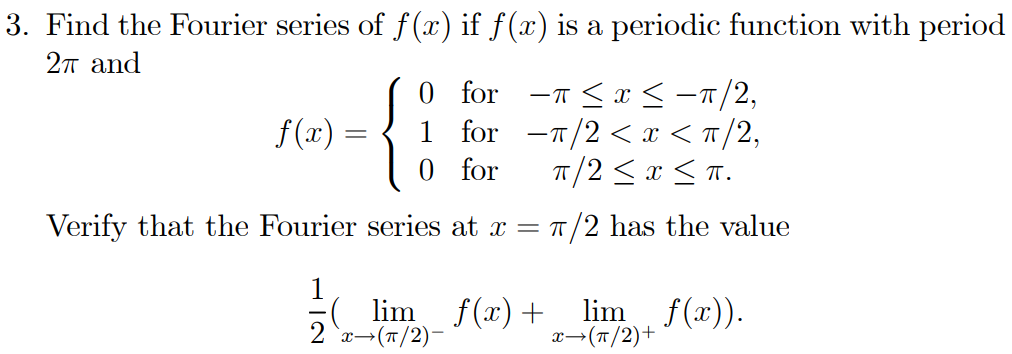 3. Find the Fourier series of f(x) if f(x) is a periodic function with period
2π and
f(x) = { 0 for −π ≤ x ≤ −π/2,
1 for −π/2 < x < π/2,
0 for π/2 ≤ x ≤ π.
Verify that the Fourier series at x = π/2 has the value
1/2 ( lim x→(π/2)− f(x) + lim x→(π/2)+ f(x)).